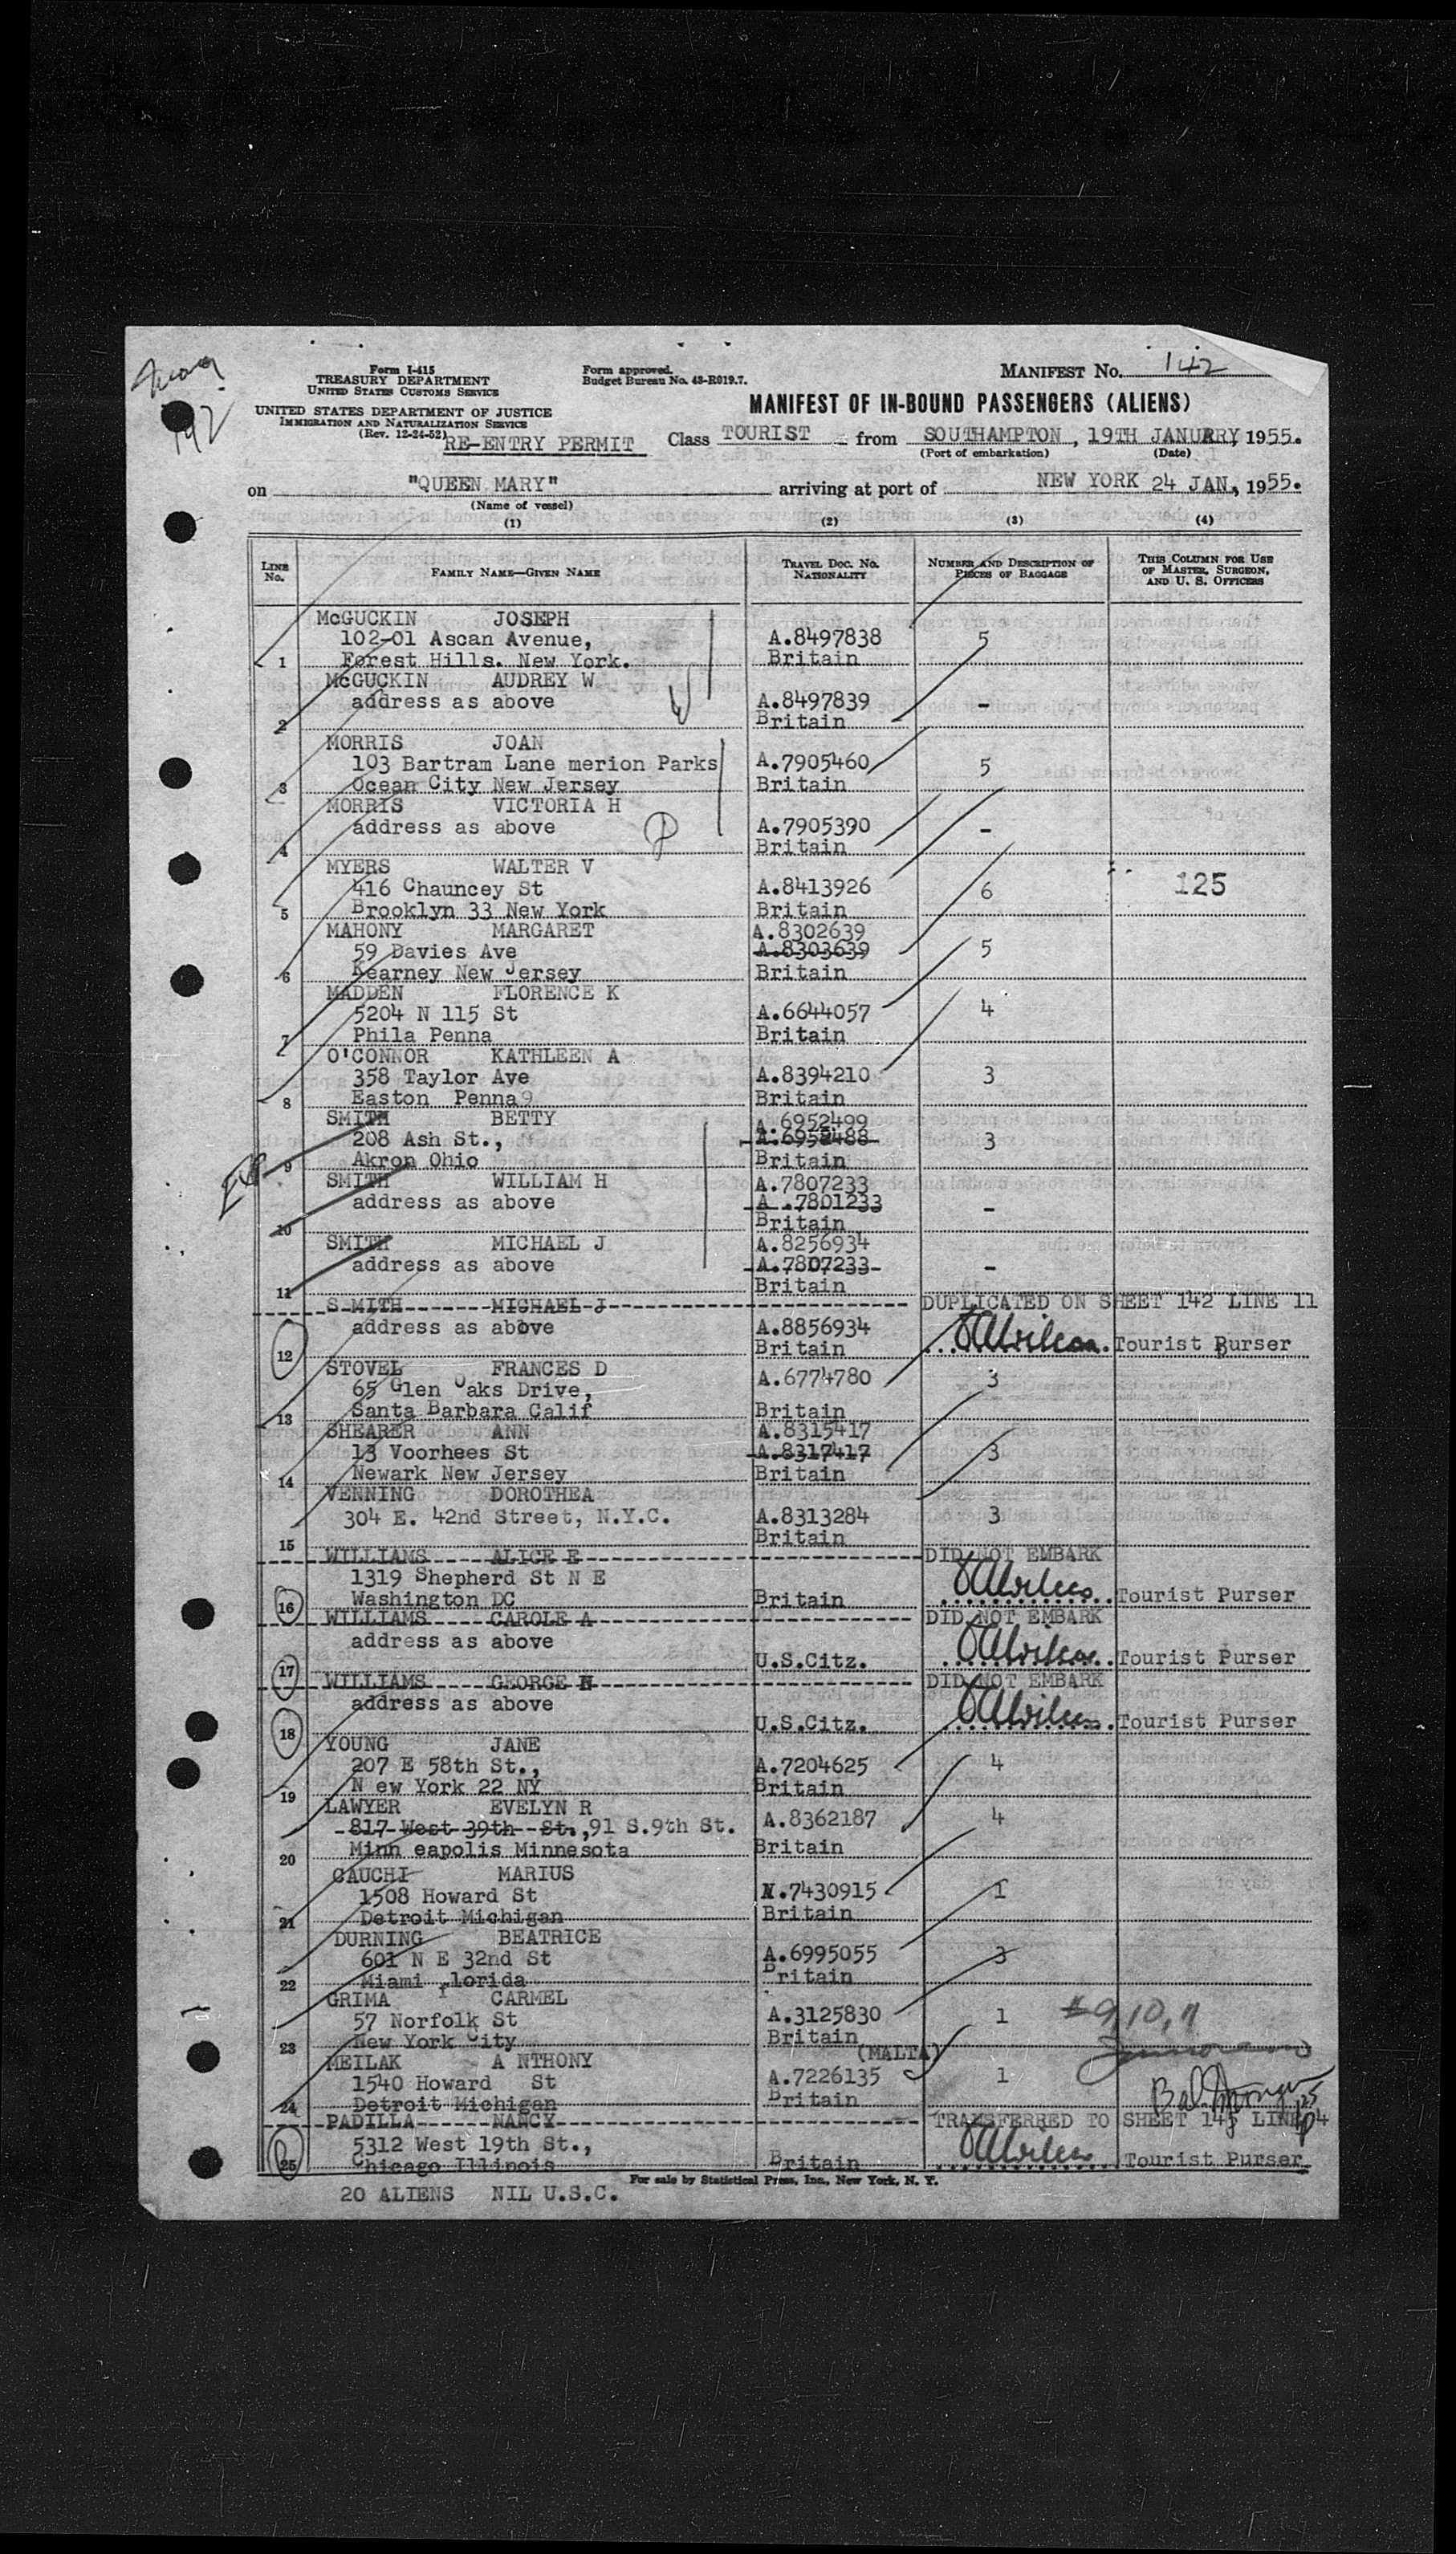 142
Form I-415
TREASURY DEPARTMENT
UNITED STATES CUSTOMS SERVICE
UNITED STATES DEPARTMENT OF JUSTICE
IMMIGRATION AND NATURALIZATION SERVICE
(Rev. 12-24-52)
Form approved.
Budget Bureau No. 43-R019.7.
MANIFEST No. 142
MANIFEST OF IN-BOUND PASSENGERS (ALIENS)
RE-ENTRY PERMIT Class TOURIST from SOUTHAMPTON, 19TH JANUARY, 1955.
(Port of embarkation) (Date)
on "QUEEN MARY" arriving at port of NEW YORK 24 JAN., 1955.
(Name of vessel)
(1) (2) (3) (4)
LINE No. FAMILY NAME—GIVEN NAME TRAVEL DOC. No. NATIONALITY NUMBER AND DESCRIPTION OF PIECES OF BAGGAGE THIS COLUMN FOR USE OF MASTER, SURGEON, AND U. S. OFFICERS
McGUCKIN JOSEPH
102-01 Ascan Avenue, A.8497838 5
1 Forest Hills. New York. Britain
McGUCKIN AUDREY W
address as above A.8497839 -
2 Britain
MORRIS JOAN
103 Bartram Lane merion Parks A.7905460 5
3 Ocean City New Jersey Britain
MORRIS VICTORIA H
address as above A.7905390 -
4 Britain
MYERS WALTER V
416 Chauncey St A.8413926 6 125
5 Brooklyn 33 New York Britain
MAHONY MARGARET A.8302639
59 Davies Ave A.8303639 5
6 Kearney New Jersey Britain
MADDEN FLORENCE K
5204 N 115 St A.6644057 4
7 Phila Penna Britain
O'CONNOR KATHLEEN A
358 Taylor Ave A.8394210 3
8 Easton Penna9 Britain
SMITH BETTY A.6952499
208 Ash St., A.6952488 3
9 Akron Ohio Britain
SMITH WILLIAM H A.7807233
address as above A.7801233 -
10 Britain
SMITH MICHAEL J A.8256934
address as above A.7807233 -
11 Britain
SMITH MICHAEL J DUPLICATED ON SHEET 142 LINE 11
address as above A.8856934
12 Britain Tourist Purser
STOVEL FRANCES D A.6774780 3
65 Glen Oaks Drive,
13 Santa Barbara Calif Britain
SHEARER ANN A.8315417
13 Voorhees St A.8317417 3
14 Newark New Jersey Britain
VENNING DOROTHEA
304 E. 42nd Street, N.Y.C. A.8313284 3
15 Britain
WILLIAMS ALICE E DID NOT EMBARK
1319 Shepherd St N E
16 Washington DC Britain Tourist Purser
WILLIAMS CAROLE A DID NOT EMBARK
address as above
17 U.S.Citz. Tourist Purser
WILLIAMS GEORGE H DID NOT EMBARK
address as above
18 U.S.Citz. Tourist Purser
YOUNG JANE
207 E 58th St., A.7204625 4
19 N ew York 22 NY Britain
LAWYER EVELYN R
817 West 39th St.,91 S.9th St. A.8362187 4
20 Minn eapolis Minnesota Britain
GAUCHI MARIUS
1508 Howard St 7430915 1
21 Detroit Michigan Britain
DURNING BEATRICE
601 N E 32nd St A.6995055 3
22 Miami Florida Britain
GRIMA CARMEL
57 Norfolk St A.3125830 1 9, 10, 11
23 New York City Britain
MEILAK A NTHONY (MALTA)
1540 Howard St A.7226135 1
24 Detroit Michigan Britain
PADILLA NANCY TRANSFERRED TO SHEET LINE
5312 West 19th St.,
25 Chicago Illinois Britain Tourist Purser
For sale by Statistical Press, Inc., New York, N. Y.
20 ALIENS NIL U.S.C.